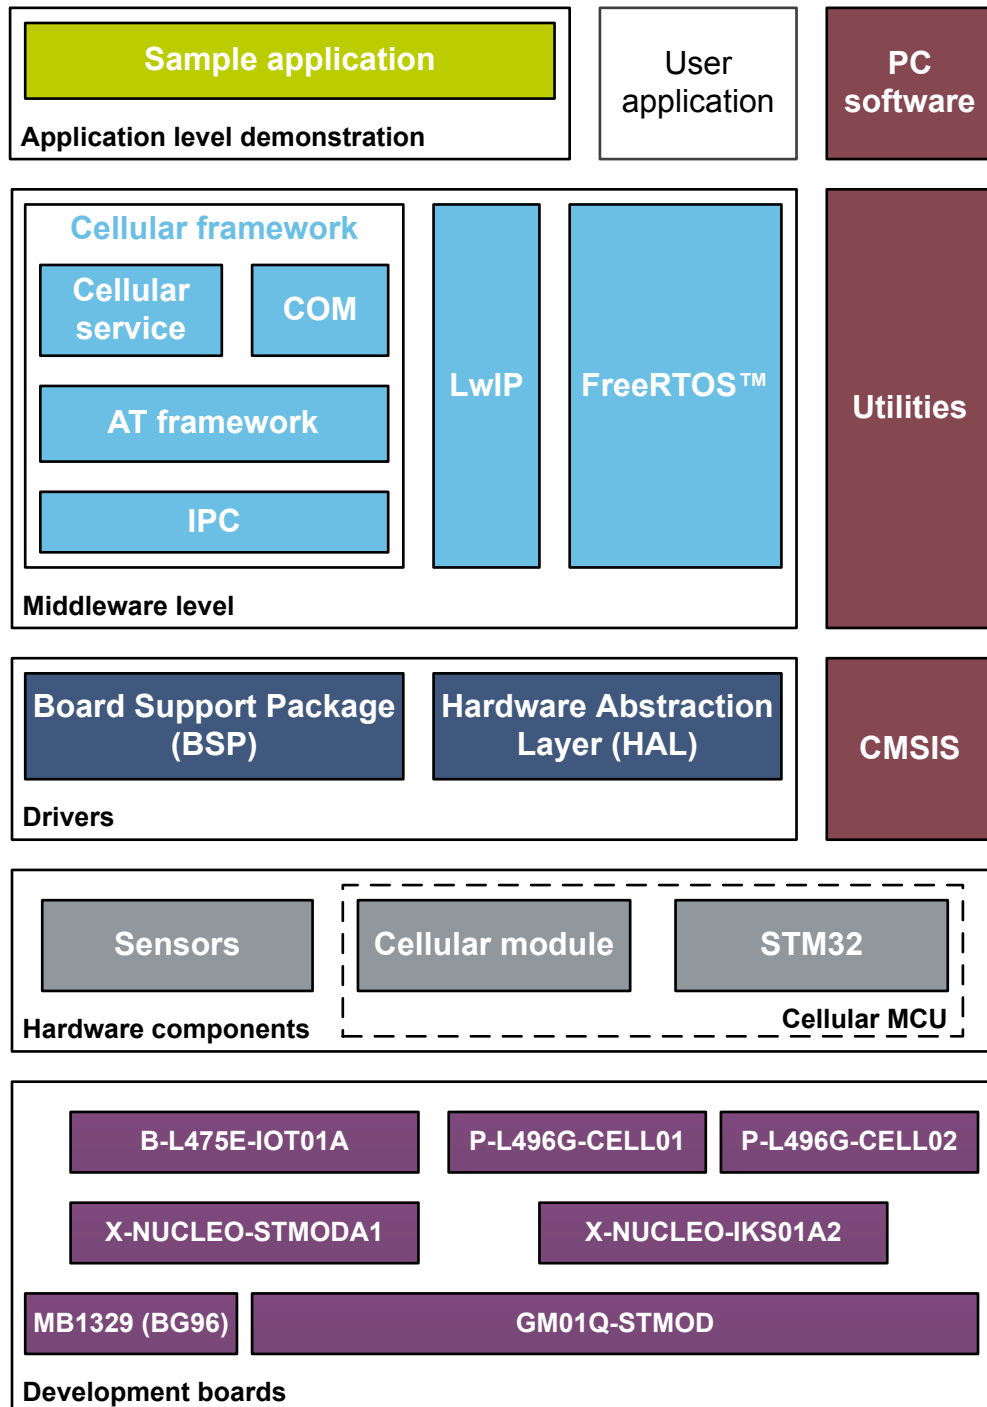 Sample application
Application level demonstration
User
application
PC
software
Cellular framework
Cellular
service
COM
AT framework
IPC
LwIP
FreeRTOS™
Middleware level
Utilities
Board Support Package
(BSP)
Hardware Abstraction
Layer (HAL)
Drivers
CMSIS
Sensors
Cellular module
STM32
Cellular MCU
Hardware components
B-L475E-IOT01A
P-L496G-CELL01
P-L496G-CELL02
X-NUCLEO-STMODA1
X-NUCLEO-IKS01A2
MB1329 (BG96)
GM01Q-STMOD
Development boards